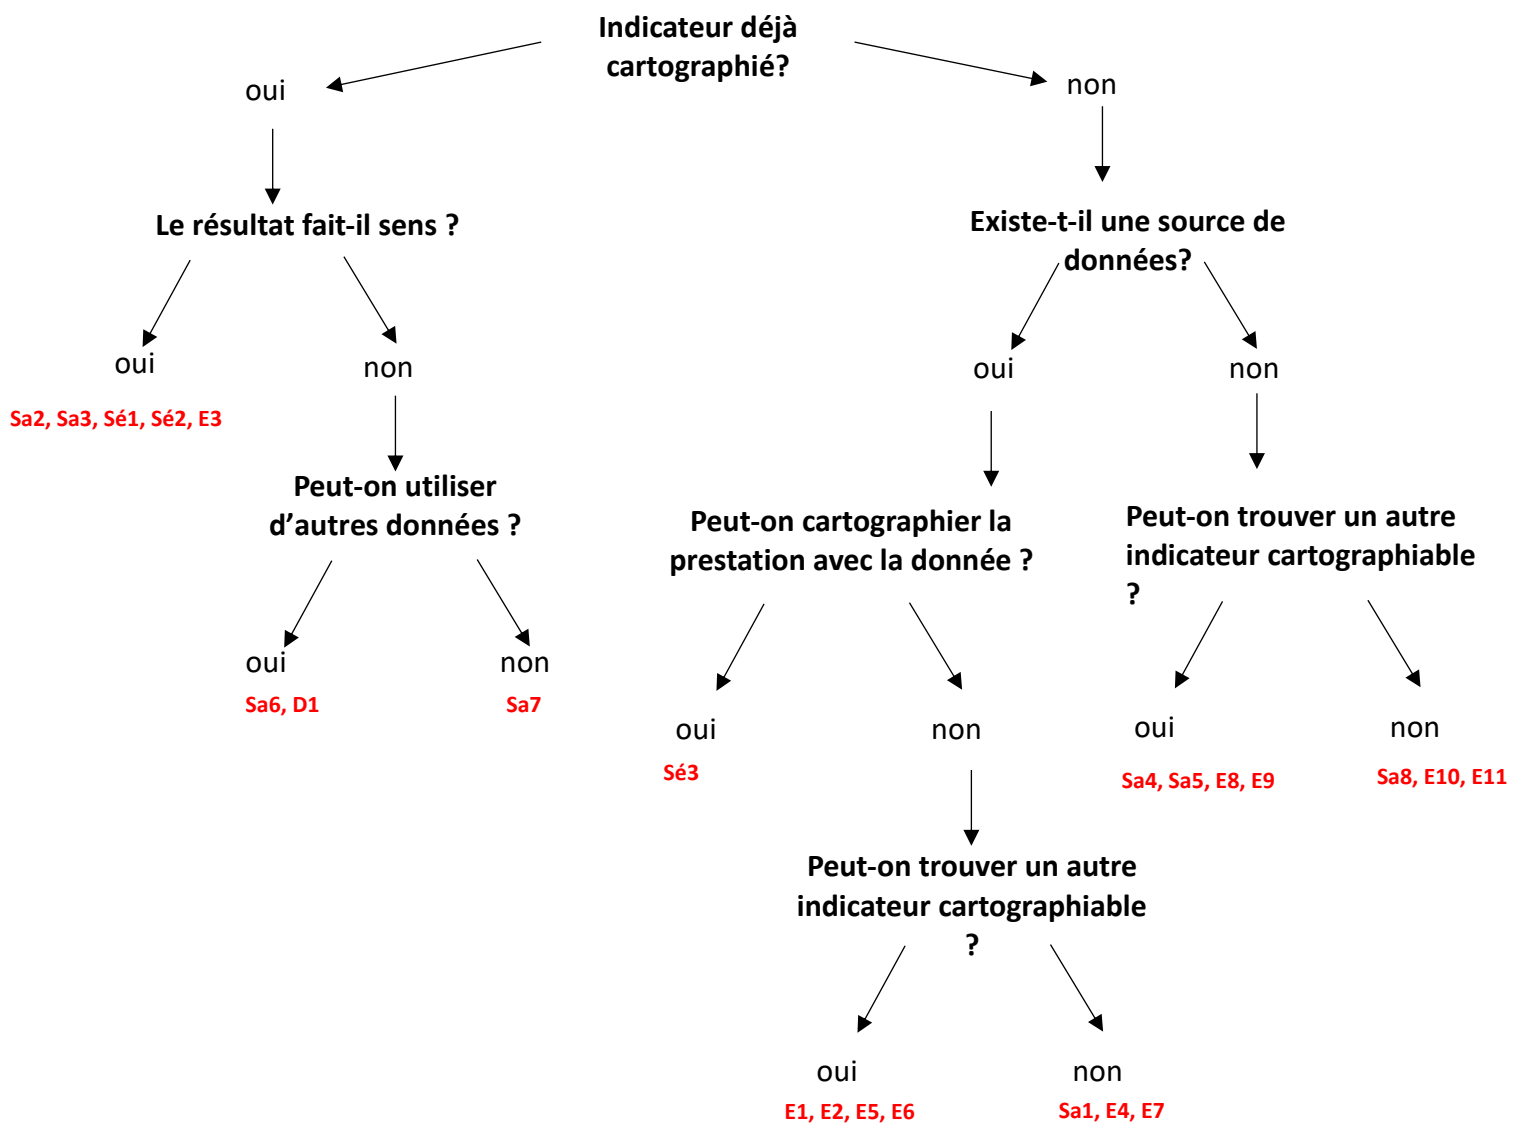 Indicateur déjà
cartographié?
oui
non
Le résultat fait-il sens ?
Existe-t-il une source de
données?
oui
non
oui
non
Sa2, Sa3, Sé1, Sé2, E3
Peut-on utiliser
d’autres données ?
Peut-on cartographier la
prestation avec la donnée ?
Peut-on trouver un autre
indicateur cartographiable
?
oui
non
Sa6, D1
Sa7
oui
non
oui
non
Sé3
Sa4, Sa5, E8, E9
Sa8, E10, E11
Peut-on trouver un autre
indicateur cartographiable
?
oui
non
E1, E2, E5, E6
Sa1, E4, E7